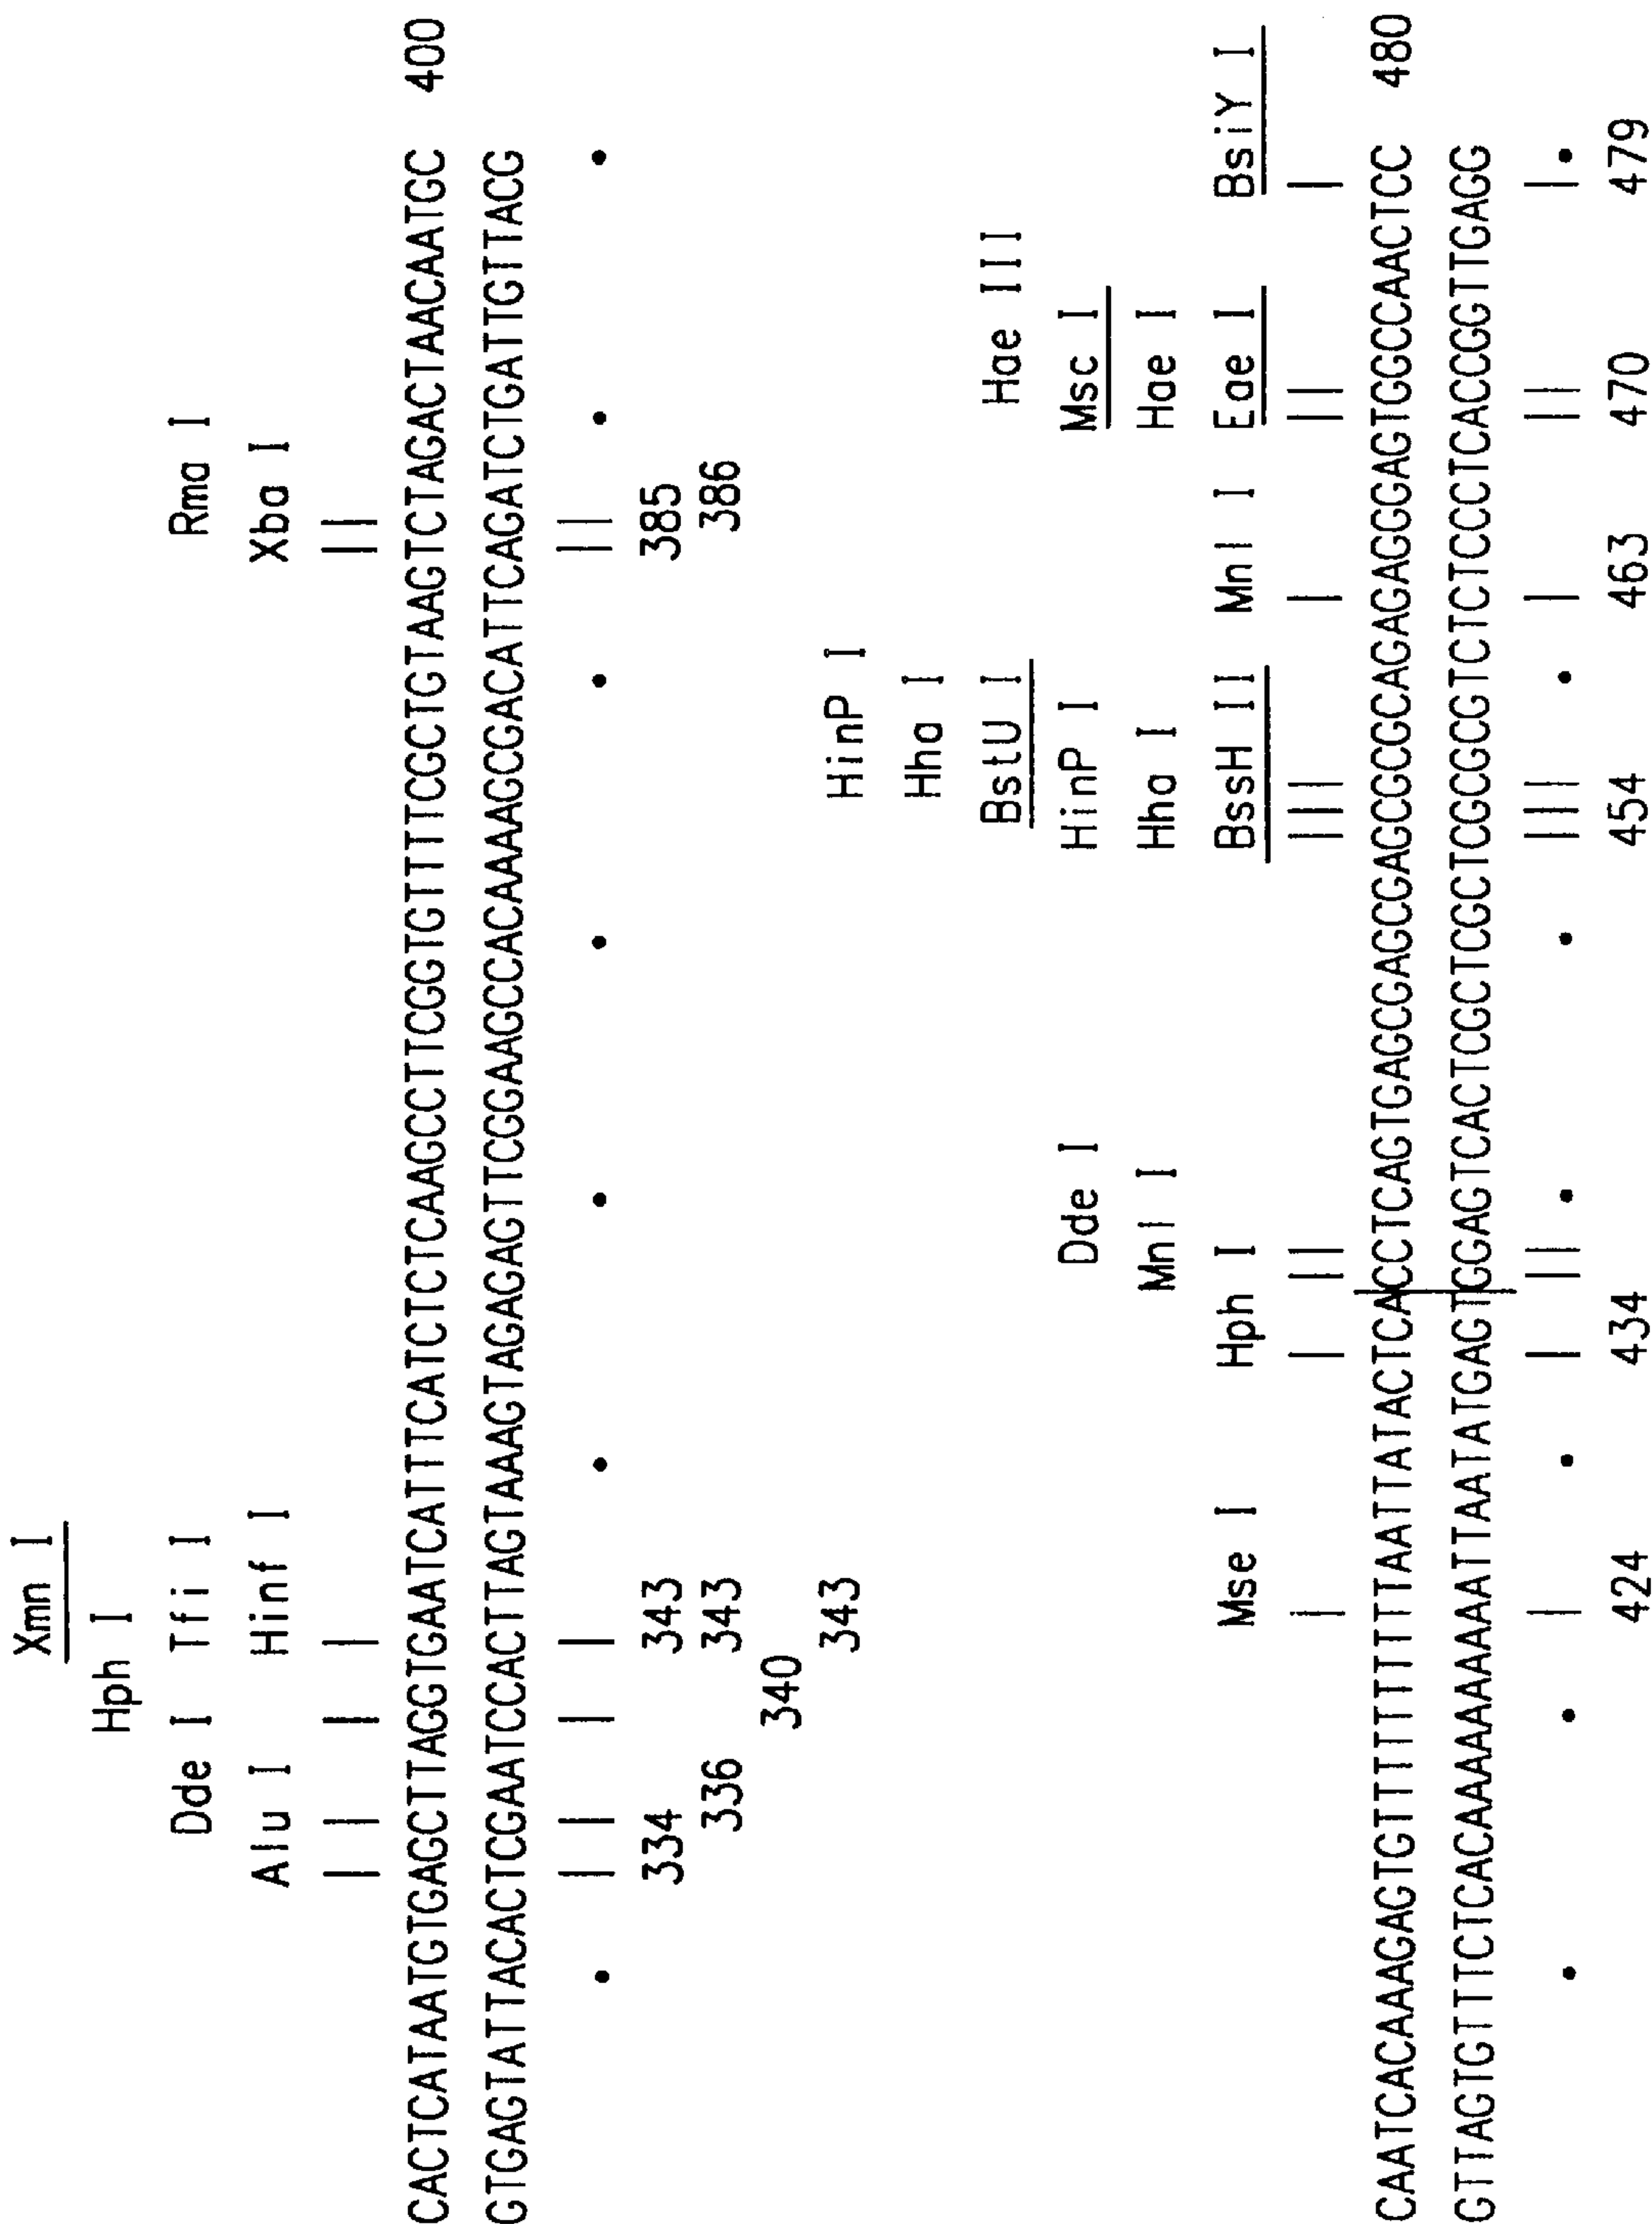 Xmn I
Hph I
Dde I Tfi I Rma I
Alu I Hinf I Xba I
CACTCATAATGTGAGCTTAGGTGAATCATTTCATCTCTCAAGCCTTCGGTGTTTTCGCTGTAAGTCTAGACTAACAATGC 400
GTGAGTATTACACTCGAATCCACTTAGTAAAGTAGAGAGTTCGGAAGCCACAAAAGCGACATTCAGATCTGATTGTTACG
334 343 385
336 343 386
340
343
HinP I
Hha I Hae III
BstU I
Dde I HinP I Msc I
Mnl I Hha I Hae I
Mse I Hph I BssH II Mnl I Eae I BsiY I
CAATCACAAAGAGTGTTTTTTTTTTAATTATACTCACCTCAGTGAGCGAGCGAGCGCGCAGAGAGGGAGTGGCCAACTCC 480
GTTAGTGTTTCTCACAAAAAAAAAATTAATATGAGTGGAGTCACTCGCTCGCTCGCGCGTCTCTCCCTCACCGGTTGAGG
424 434 454 463 470 479